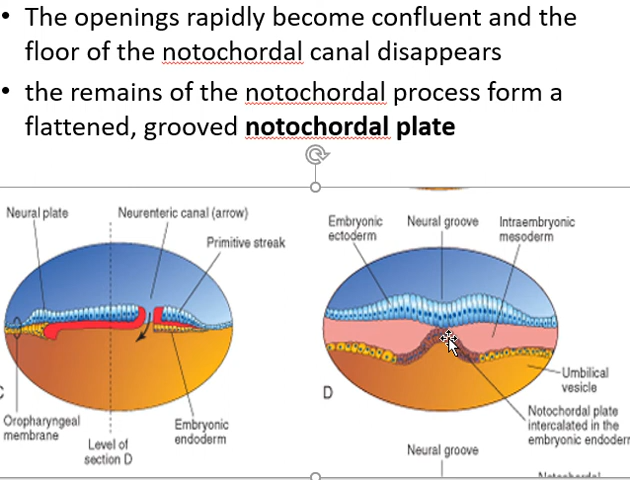 • The openings rapidly become confluent and the
floor of the notochordal canal disappears
• the remains of the notochordal process form a
flattened, grooved notochordal plate
Neural plate
Neurenteric canal (arrow)
Primitive streak
Oropharyngeal
membrane
Level of
section D
Embryonic
endoderm
Embryonic
ectoderm
Neural groove
Intraembryonic
mesoderm
D
Umbilical
vesicle
Notochordal plate
intercalated in the
embryonic endoderm
Neural groove